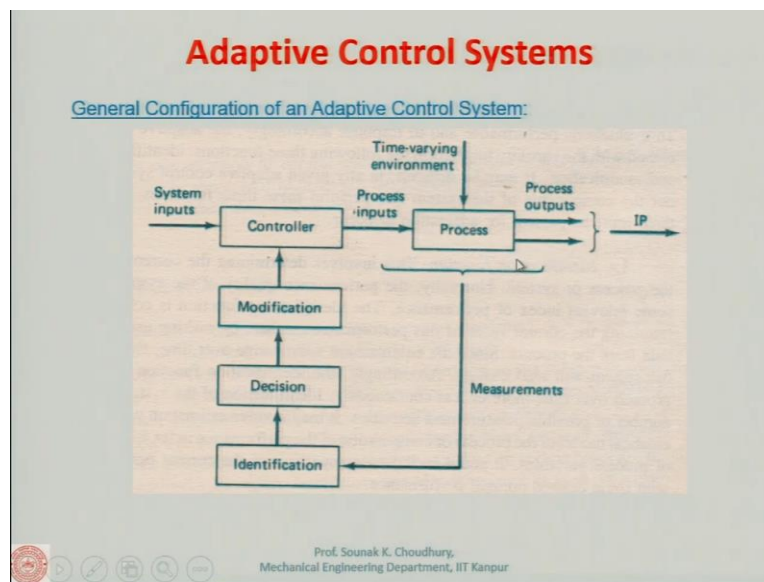 Adaptive Control Systems
General Configuration of an Adaptive Control System:
Time-varying
environment
System
inputs
Controller
Process
inputs
Process
Process
outputs
IP
Modification
Decision
Measurements
Identification
Prof. Sounak K. Choudhury,
Mechanical Engineering Department, IIT Kanpur